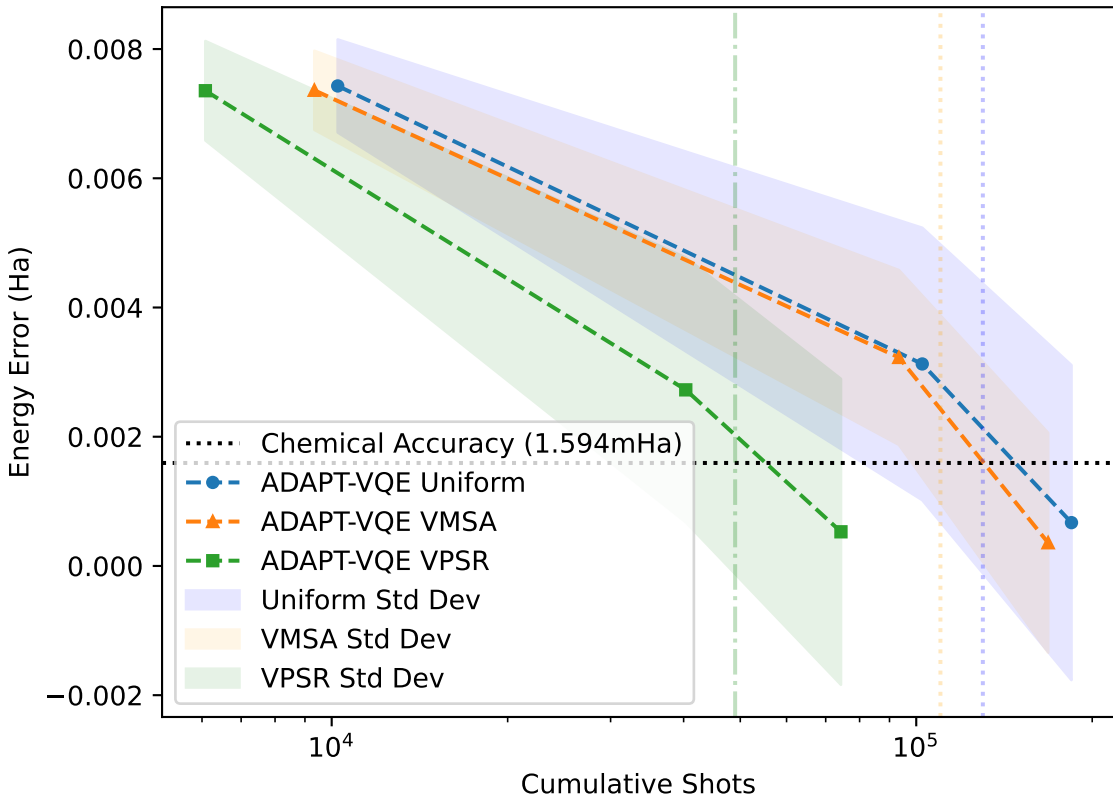 0.008
0.006
0.004
0.002
0.000
−0.002
Energy Error (Ha)
Chemical Accuracy (1.594mHa)
ADAPT-VQE Uniform
ADAPT-VQE VMSA
ADAPT-VQE VPSR
Uniform Std Dev
VMSA Std Dev
VPSR Std Dev
10⁴
10⁵
Cumulative Shots